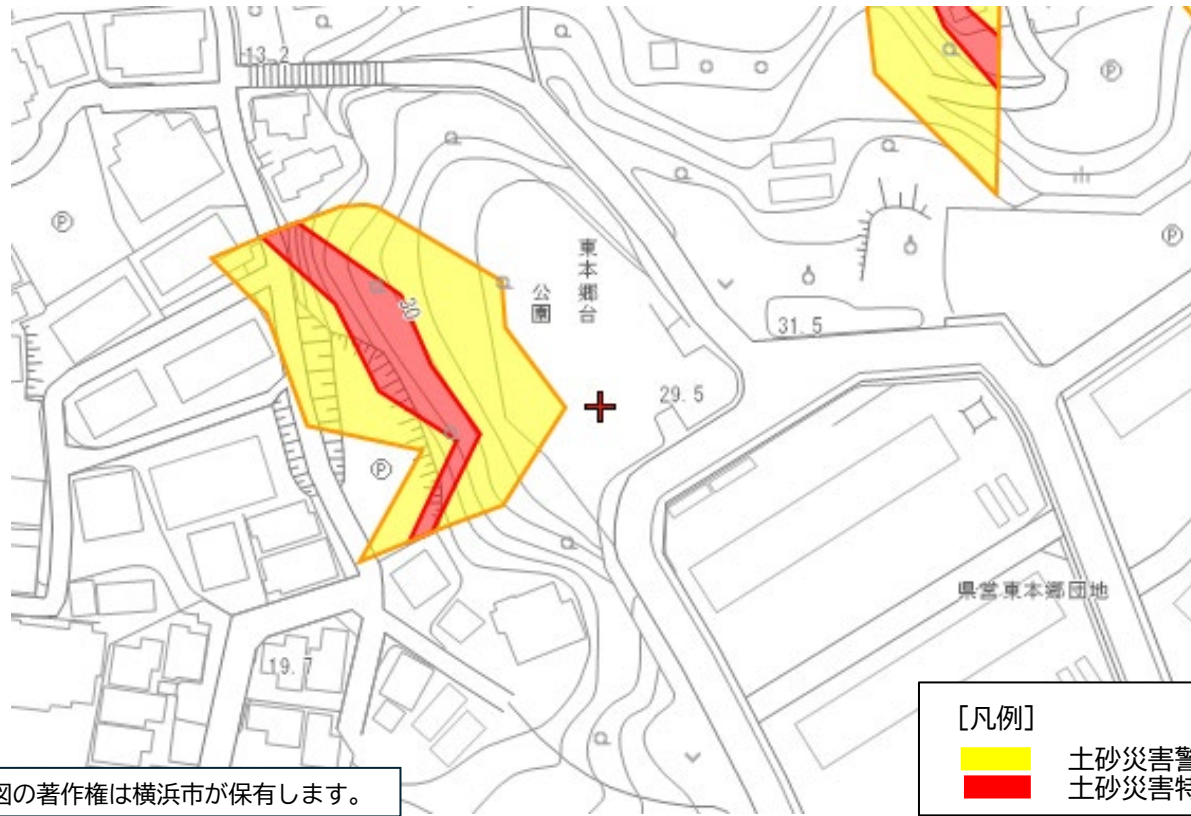 13.2
Ⓟ
Ⓟ
東本郷台
公園
30
31.5
Ⓟ
29.5
Ⓟ
県営東本郷団地
19.7
[凡例]
土砂災害警
土砂災害特
図の著作権は横浜市が保有します。